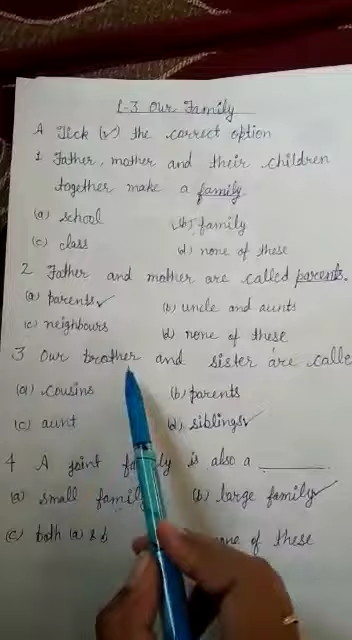 L-3 Our Family
A Tick (✓) the correct option
1 Father, mother and their children
together make a family
(a) school (b) family
(c) class (d) none of these
2 Father and mother are called parents.
(a) parents✓ (b) uncle and aunts
(c) neighbours (d) none of these
3 Our brother and sister are calle
(a) cousins (b) parents
(c) aunt (d) siblings✓
4 A joint family is also a ________
(a) small family (b) large family✓
(c) both (a) & b none of these